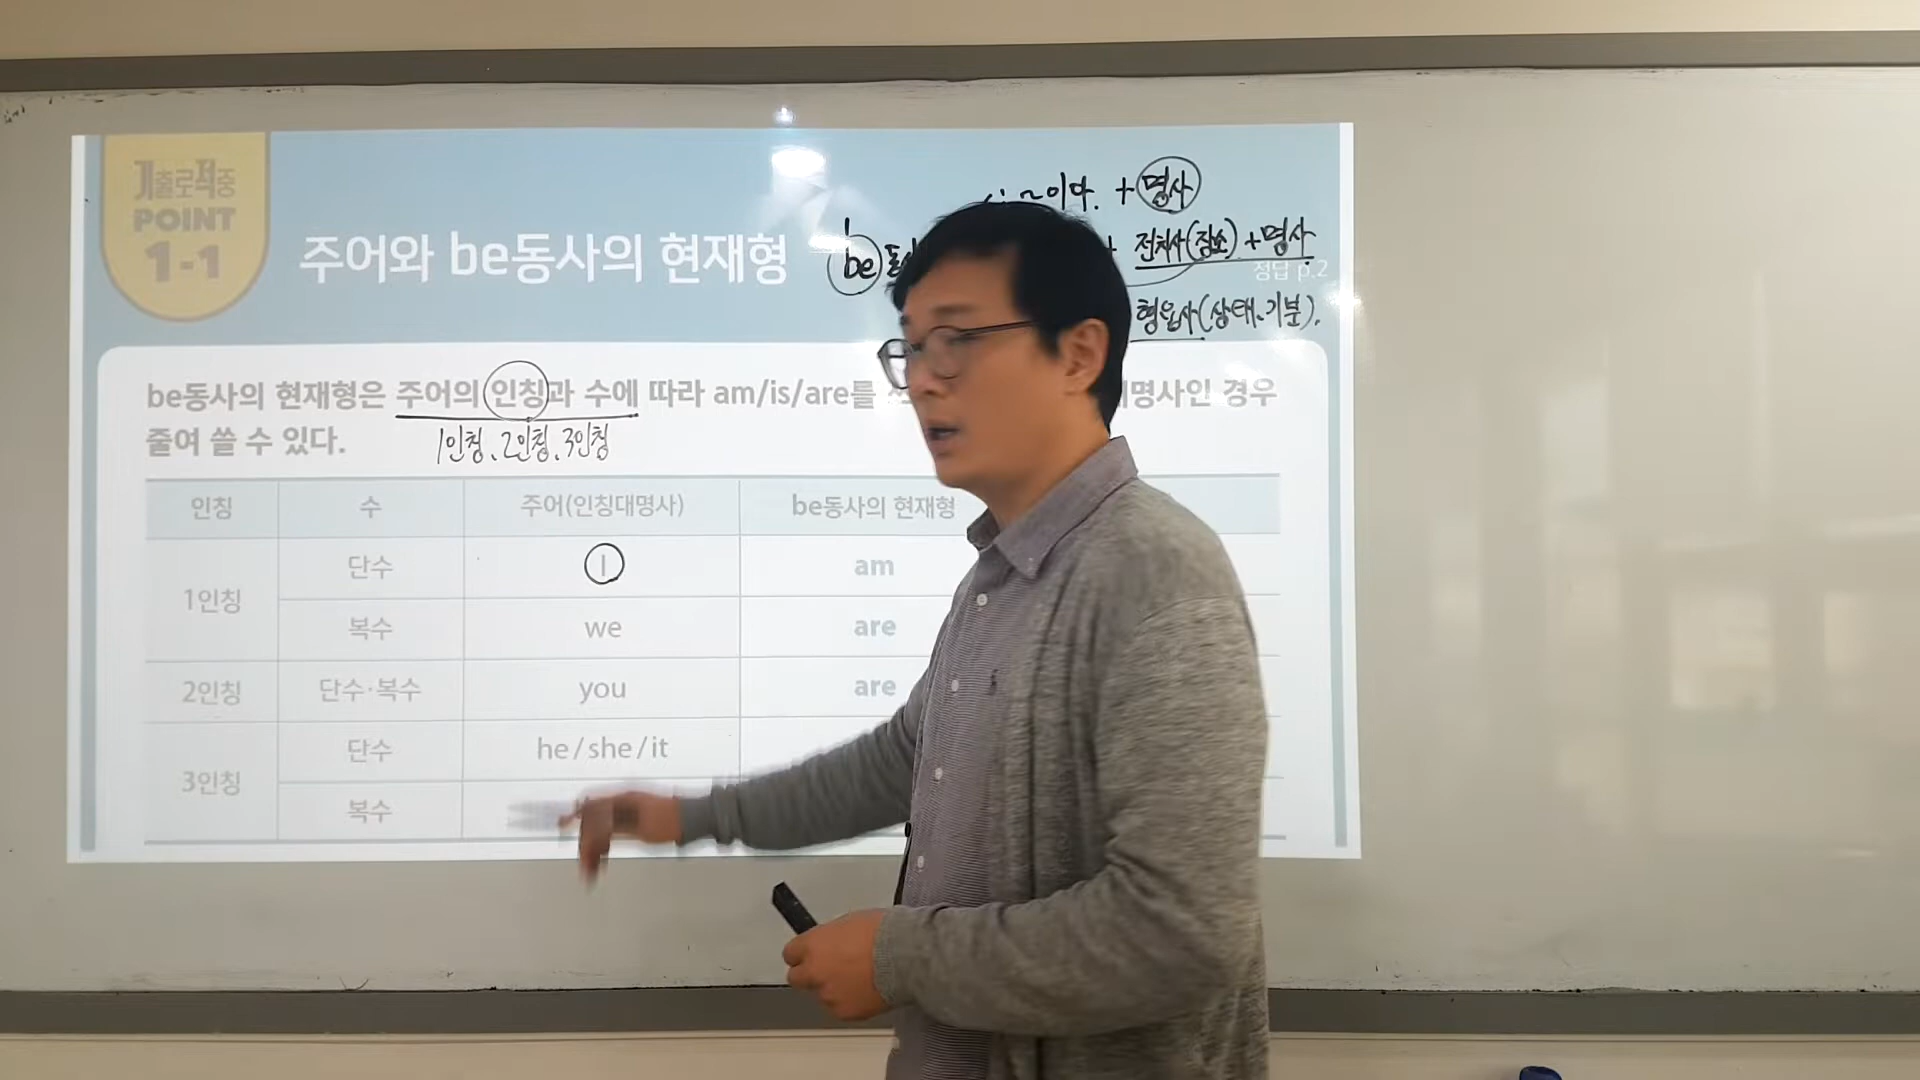 기출로적중
POINT
1-1
주어와 be동사의 현재형
~이다. + 명사
be
전치사(장소) + 명사
정답 p.2
형용사(상태、기분).
be동사의 현재형은 주어의 인칭과 수에 따라 am/is/are를
명사인 경우
줄여 쓸 수 있다.
1인칭、2인칭、3인칭
인칭 수 주어(인칭대명사) be동사의 현재형
1인칭 단수 I am
복수 we are
2인칭 단수·복수 you are
3인칭 단수 he/she/it
복수